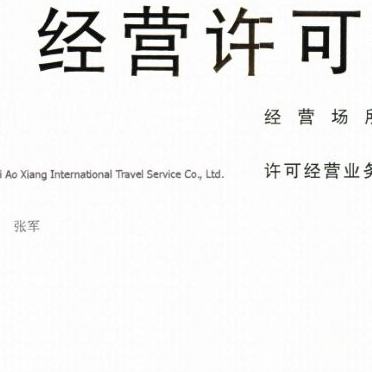 经营许可
经营场所
i Ao Xiang International Travel Service Co., Ltd.
许可经营业务
张军